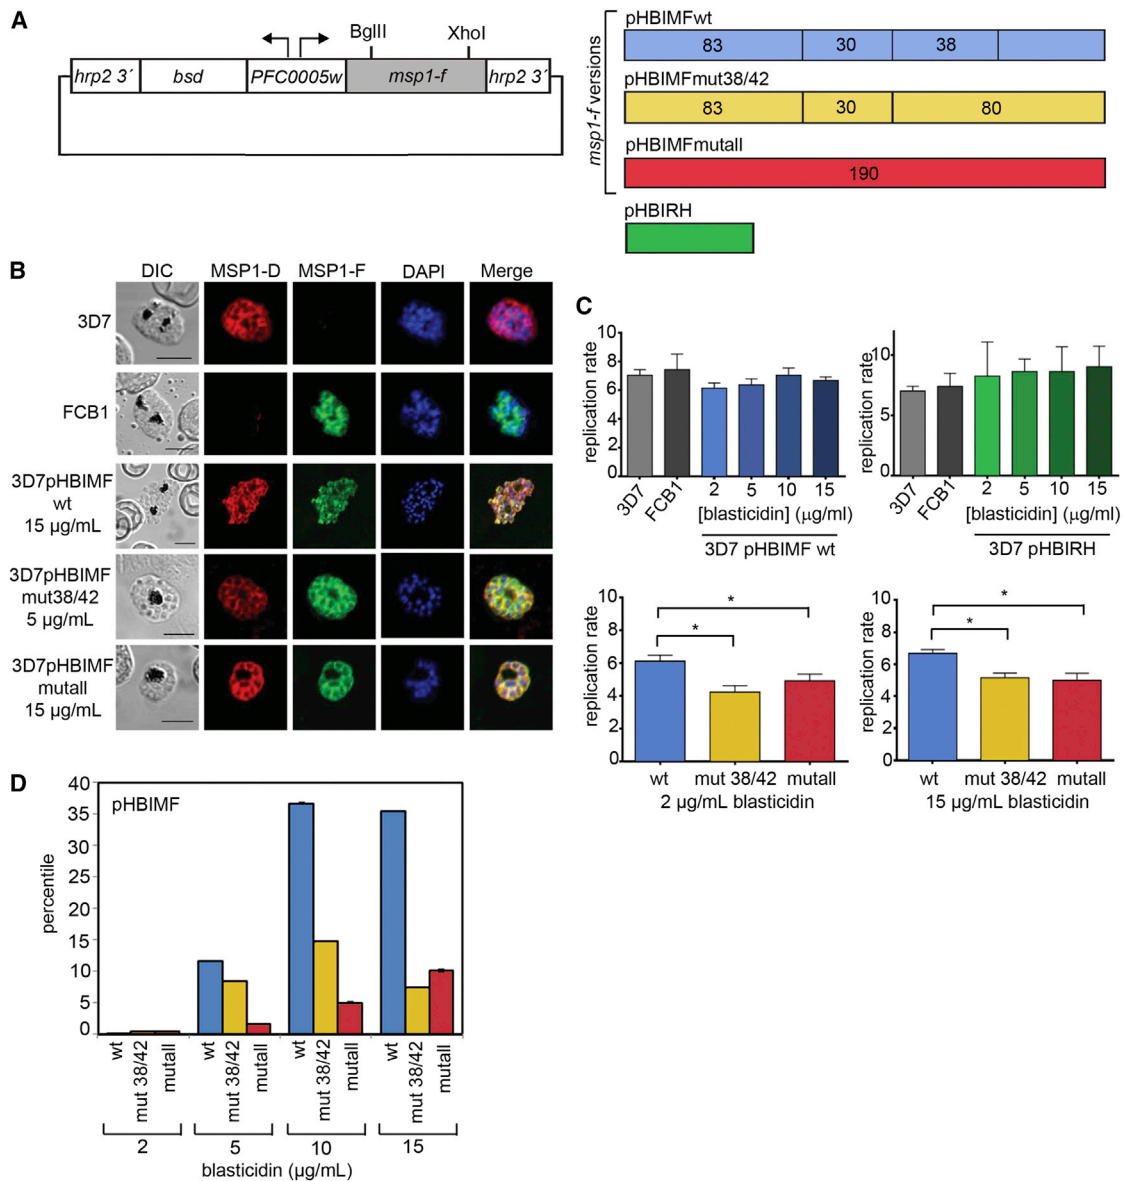 A
BglII
XhoI
hrp2 3´
bsd
PFC0005w
msp1-f
hrp2 3´
msp1-f versions
pHBIMFwt
83
30
38
pHBIMFmut38/42
83
30
80
pHBIMFmutall
190
pHBIRH
B
DIC
MSP1-D
MSP1-F
DAPI
Merge
3D7
FCB1
3D7pHBIMF
wt
15 µg/mL
3D7pHBIMF
mut38/42
5 µg/mL
3D7pHBIMF
mutall
15 µg/mL
C
replication rate
10
8
6
4
2
0
3D7
FCB1
2
5
10
15
[blasticidin] (µg/ml)
3D7 pHBIMF wt
replication rate
10
5
0
3D7
FCB1
2
5
10
15
[blasticidin] (µg/ml)
3D7 pHBIRH
replication rate
10
8
6
4
2
0
*
*
wt
mut 38/42
mutall
2 µg/mL blasticidin
replication rate
10
8
6
4
2
0
*
*
wt
mut 38/42
mutall
15 µg/mL blasticidin
D
pHBIMF
percentile
40
35
30
25
20
15
10
5
0
wt
mut 38/42
mutall
wt
mut 38/42
mutall
wt
mut 38/42
mutall
wt
mut 38/42
mutall
2
5
10
15
blasticidin (µg/mL)